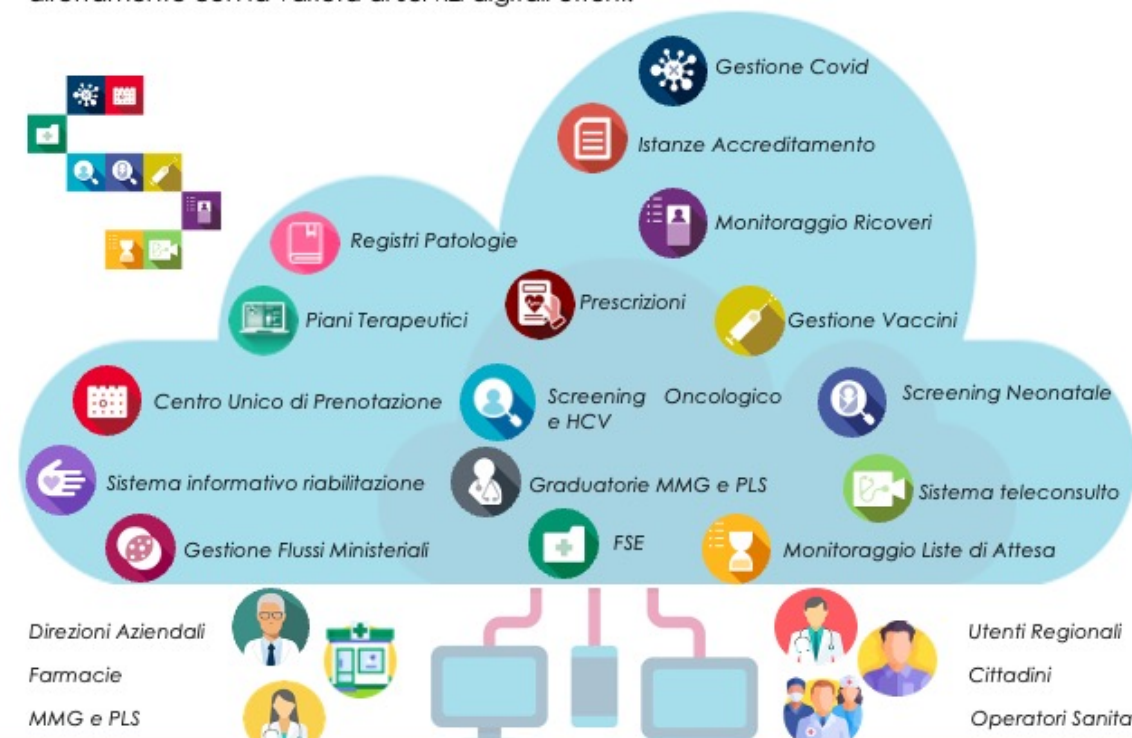 Gestione Covid
Istanze Accreditamento
Monitoraggio Ricoveri
Registri Patologie
Prescrizioni
Piani Terapeutici
Gestione Vaccini
Centro Unico di Prenotazione
Screening Oncologico
e HCV
Screening Neonatale
Sistema informativo riabilitazione
Graduatorie MMG e PLS
Sistema teleconsulto
Gestione Flussi Ministeriali
FSE
Monitoraggio Liste di Attesa
Direzioni Aziendali
Farmacie
MMG e PLS
Utenti Regionali
Cittadini
Operatori Sanita